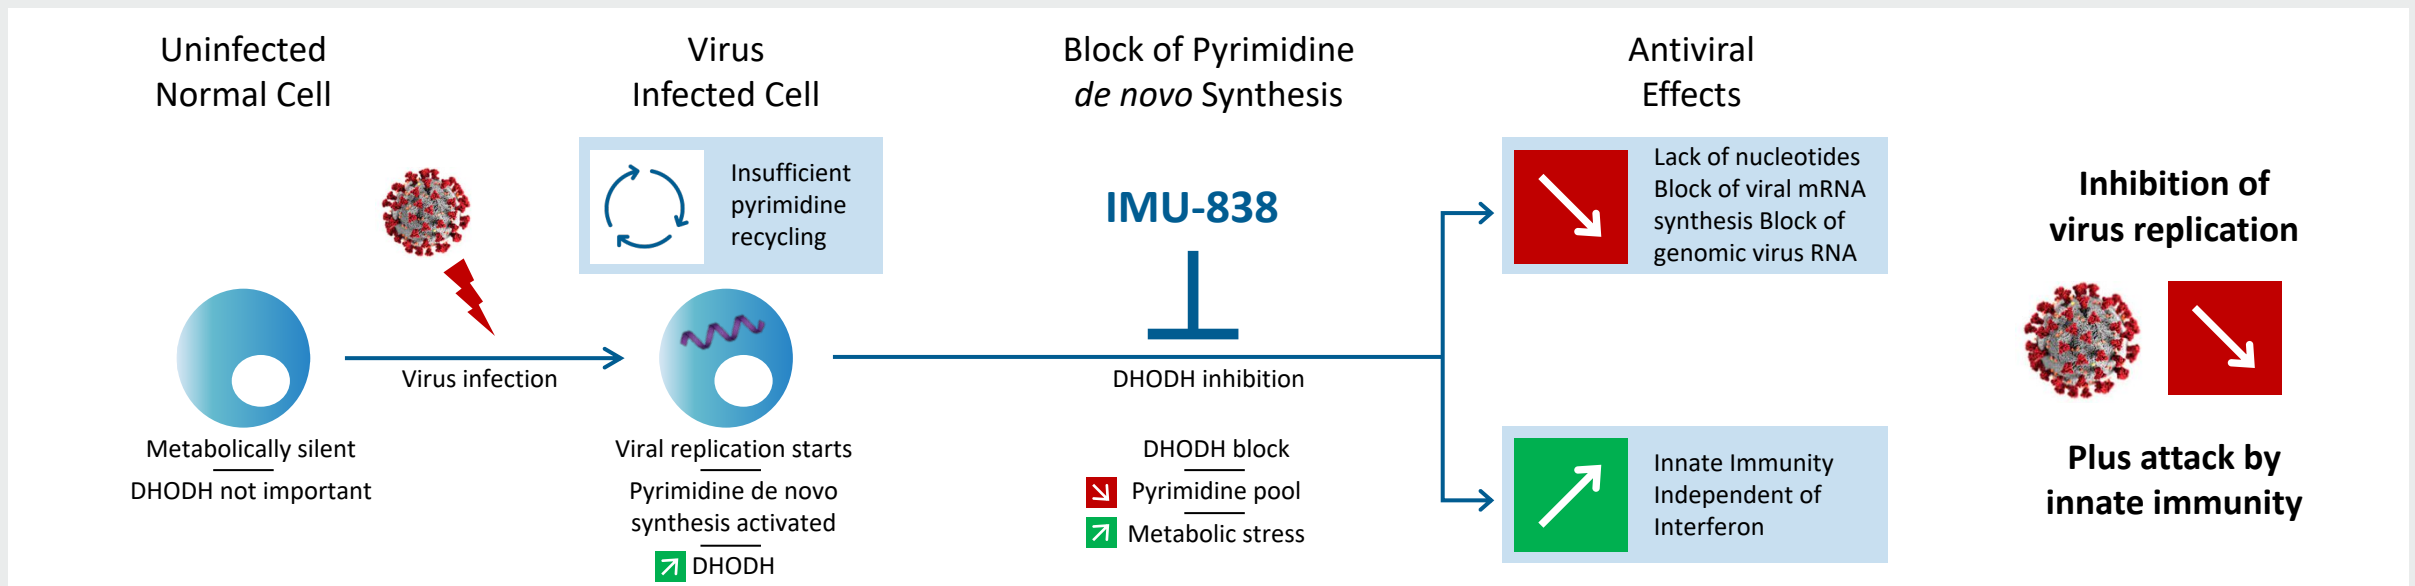 Uninfected
Normal Cell
Virus
Infected Cell
Block of Pyrimidine
de novo Synthesis
Antiviral
Effects
Insufficient
pyrimidine
recycling
IMU-838
Lack of nucleotides
Block of viral mRNA
synthesis Block of
genomic virus RNA
Inhibition of
virus replication
Virus infection
DHODH inhibition
Metabolically silent
DHODH not important
Viral replication starts
Pyrimidine de novo
synthesis activated
DHODH
DHODH block
Pyrimidine pool
Metabolic stress
Innate Immunity
Independent of
Interferon
Plus attack by
innate immunity